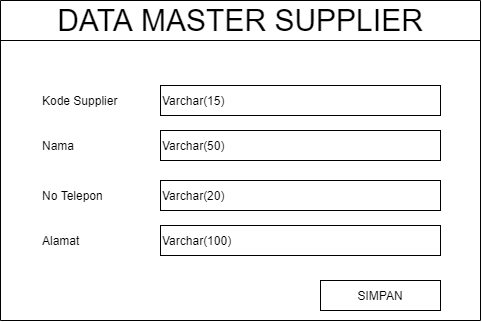 DATA MASTER SUPPLIER
Kode Supplier Varchar(15)
Nama Varchar(50)
No Telepon Varchar(20)
Alamat Varchar(100)
SIMPAN